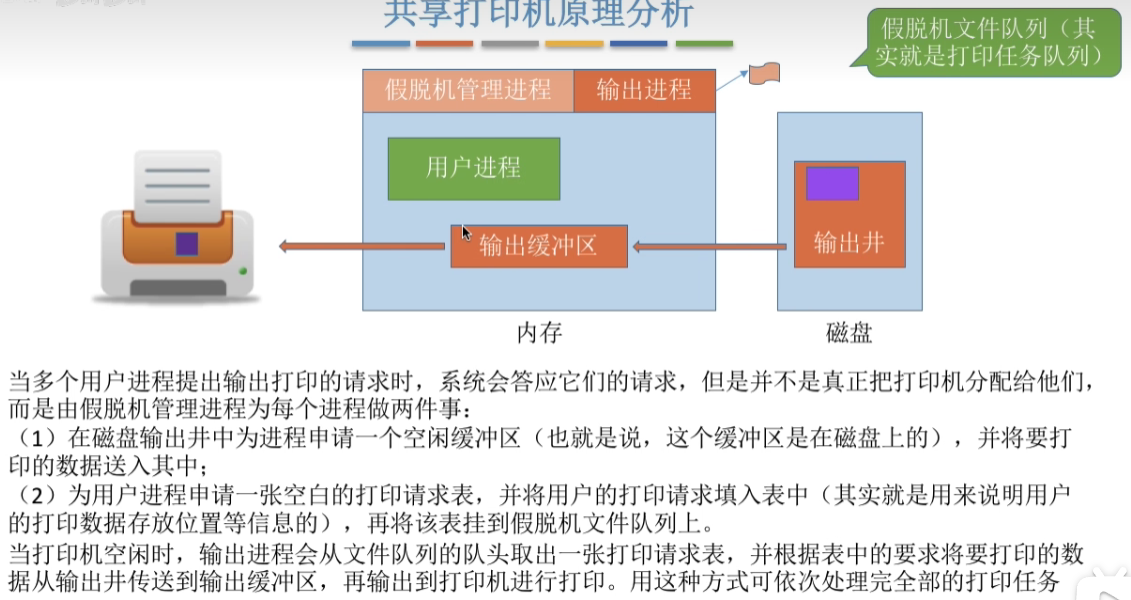 共享打印机原理分析
假脱机文件队列（其
实就是打印任务队列）
假脱机管理进程
输出进程
用户进程
输出缓冲区
输出井
内存
磁盘
当多个用户进程提出输出打印的请求时，系统会答应它们的请求，但是并不是真正把打印机分配给他们，
而是由假脱机管理进程为每个进程做两件事：
（1）在磁盘输出井中为进程申请一个空闲缓冲区（也就是说，这个缓冲区是在磁盘上的），并将要打
印的数据送入其中；
（2）为用户进程申请一张空白的打印请求表，并将用户的打印请求填入表中（其实就是用来说明用户
的打印数据存放位置等信息的），再将该表挂到假脱机文件队列上。
当打印机空闲时，输出进程会从文件队列的队头取出一张打印请求表，并根据表中的要求将要打印的数
据从输出井传送到输出缓冲区，再输出到打印机进行打印。用这种方式可依次处理完全部的打印任务